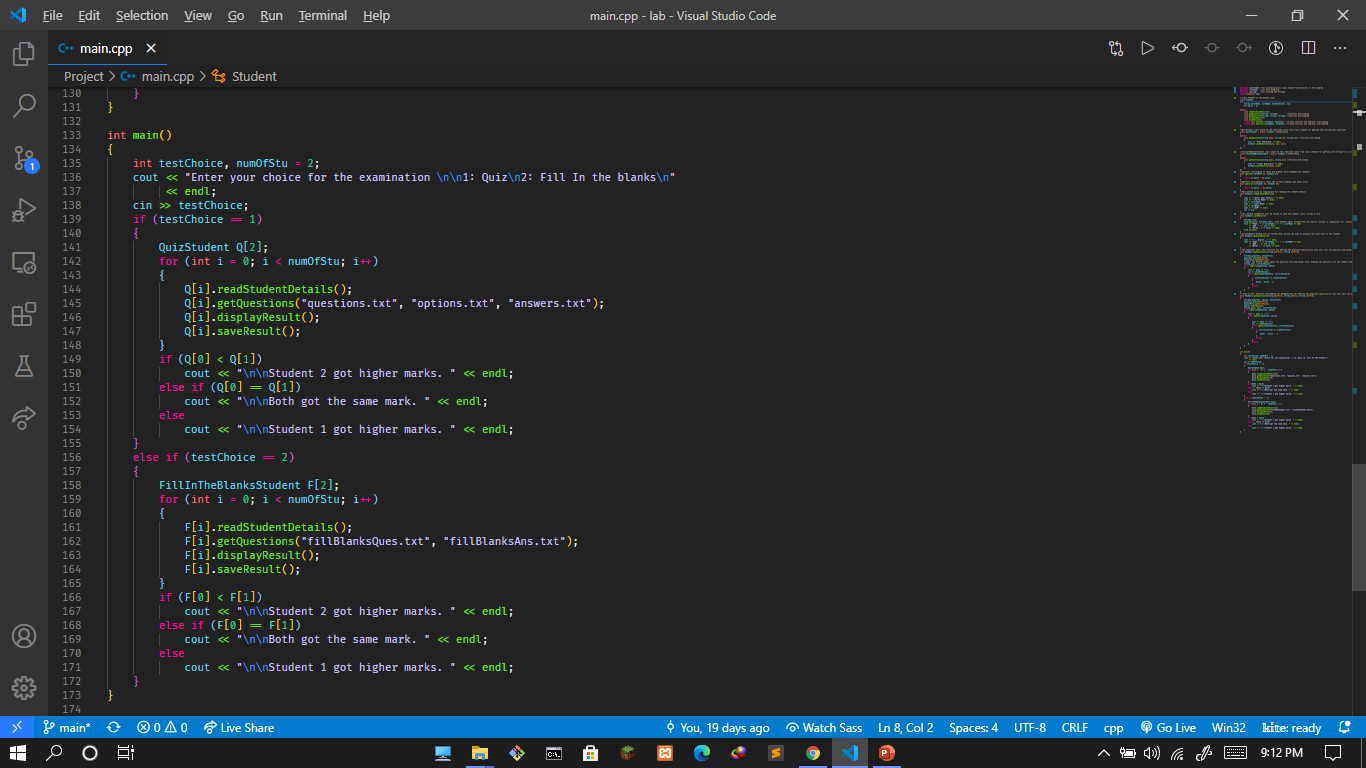 File Edit Selection View Go Run Terminal Help main.cpp - lab - Visual Studio Code
main.cpp
Project > main.cpp > Student
130 }
131 }
132
133 int main()
134 {
135 int testChoice, numOfStu = 2;
136 cout << "Enter your choice for the examination \n\n1: Quiz\n2: Fill In the blanks\n"
137 << endl;
138 cin >> testChoice;
139 if (testChoice == 1)
140 {
141 QuizStudent Q[2];
142 for (int i = 0; i < numOfStu; i++)
143 {
144 Q[i].readStudentDetails();
145 Q[i].getQuestions("questions.txt", "options.txt", "answers.txt");
146 Q[i].displayResult();
147 Q[i].saveResult();
148 }
149 if (Q[0] < Q[1])
150 cout << "\n\nStudent 2 got higher marks. " << endl;
151 else if (Q[0] == Q[1])
152 cout << "\n\nBoth got the same mark. " << endl;
153 else
154 cout << "\n\nStudent 1 got higher marks. " << endl;
155 }
156 else if (testChoice == 2)
157 {
158 FillInTheBlanksStudent F[2];
159 for (int i = 0; i < numOfStu; i++)
160 {
161 F[i].readStudentDetails();
162 F[i].getQuestions("fillBlanksQues.txt", "fillBlanksAns.txt");
163 F[i].displayResult();
164 F[i].saveResult();
165 }
166 if (F[0] < F[1])
167 cout << "\n\nStudent 2 got higher marks. " << endl;
168 else if (F[0] == F[1])
169 cout << "\n\nBoth got the same mark. " << endl;
170 else
171 cout << "\n\nStudent 1 got higher marks. " << endl;
172 }
173 }
174
1
main* 0 0 Live Share You, 19 days ago Watch Sass Ln 8, Col 2 Spaces: 4 UTF-8 CRLF cpp Go Live Win32 kite: ready
9:12 PM